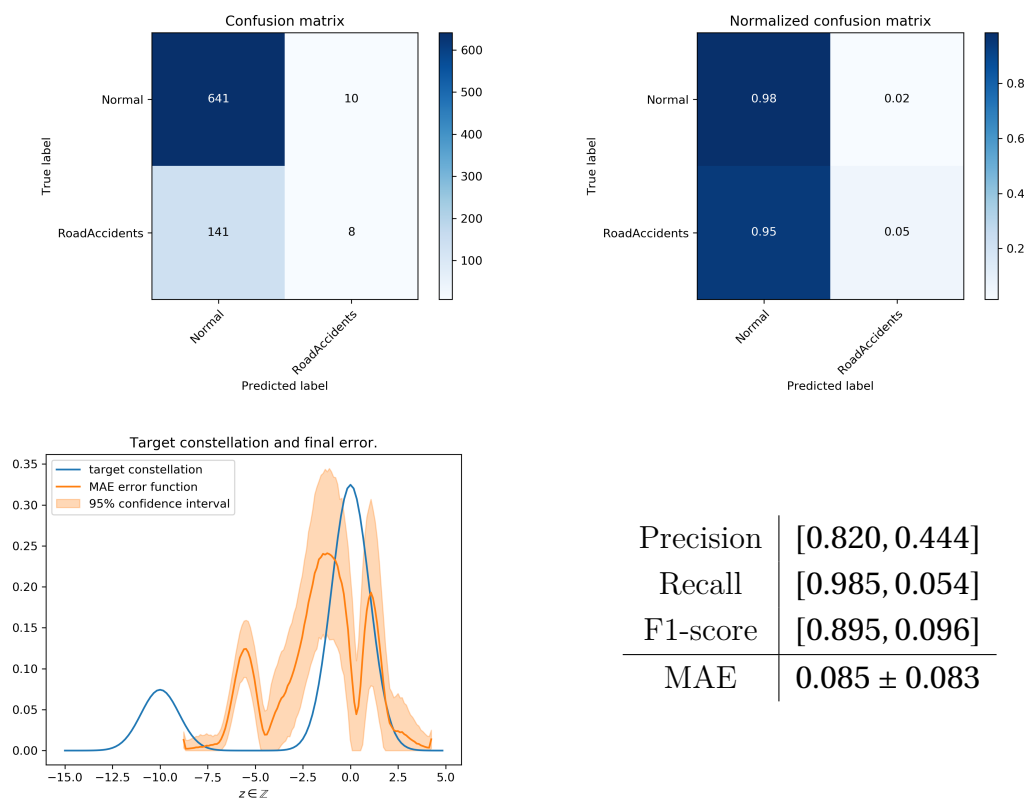 Confusion matrix
Normal
641
10
RoadAccidents
141
8
True label
Normal
RoadAccidents
Predicted label
600
500
400
300
200
100
Normalized confusion matrix
Normal
0.98
0.02
RoadAccidents
0.95
0.05
True label
Normal
RoadAccidents
Predicted label
0.8
0.6
0.4
0.2
Target constellation and final error.
target constellation
MAE error function
95% confidence interval
0.35
0.30
0.25
0.20
0.15
0.10
0.05
0.00
−15.0 −12.5 −10.0 −7.5 −5.0 −2.5 0.0 2.5 5.0
z ∈ ℤ
Precision [0.820, 0.444]
Recall [0.985, 0.054]
F1-score [0.895, 0.096]
MAE 0.085 ± 0.083